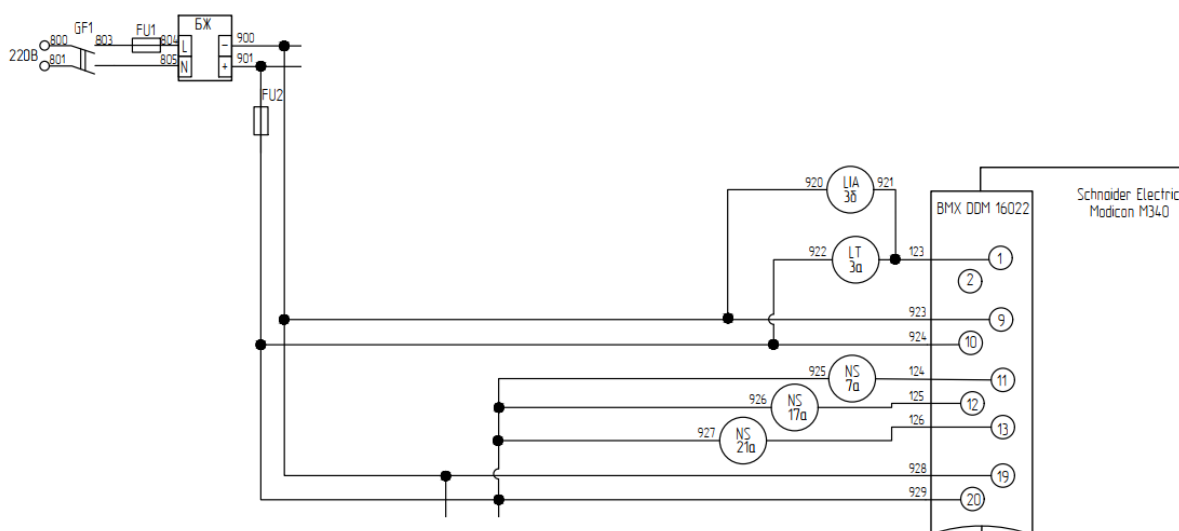 GF1
FU1
БЖ
220В
800
803
804
L
-
900
801
805
N
+
901
FU2
920
LIA
3б
921
BMX DDM 16022
Schnaider Electric
Modicon M340
922
LT
3а
123
1
2
923
9
924
10
925
NS
7а
124
11
926
NS
17а
125
12
927
NS
21а
126
13
928
19
929
20